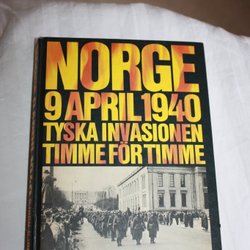 NORGE
9 APRIL 1940
TYSKA INVASIONEN
TIMME FÖR TIMME